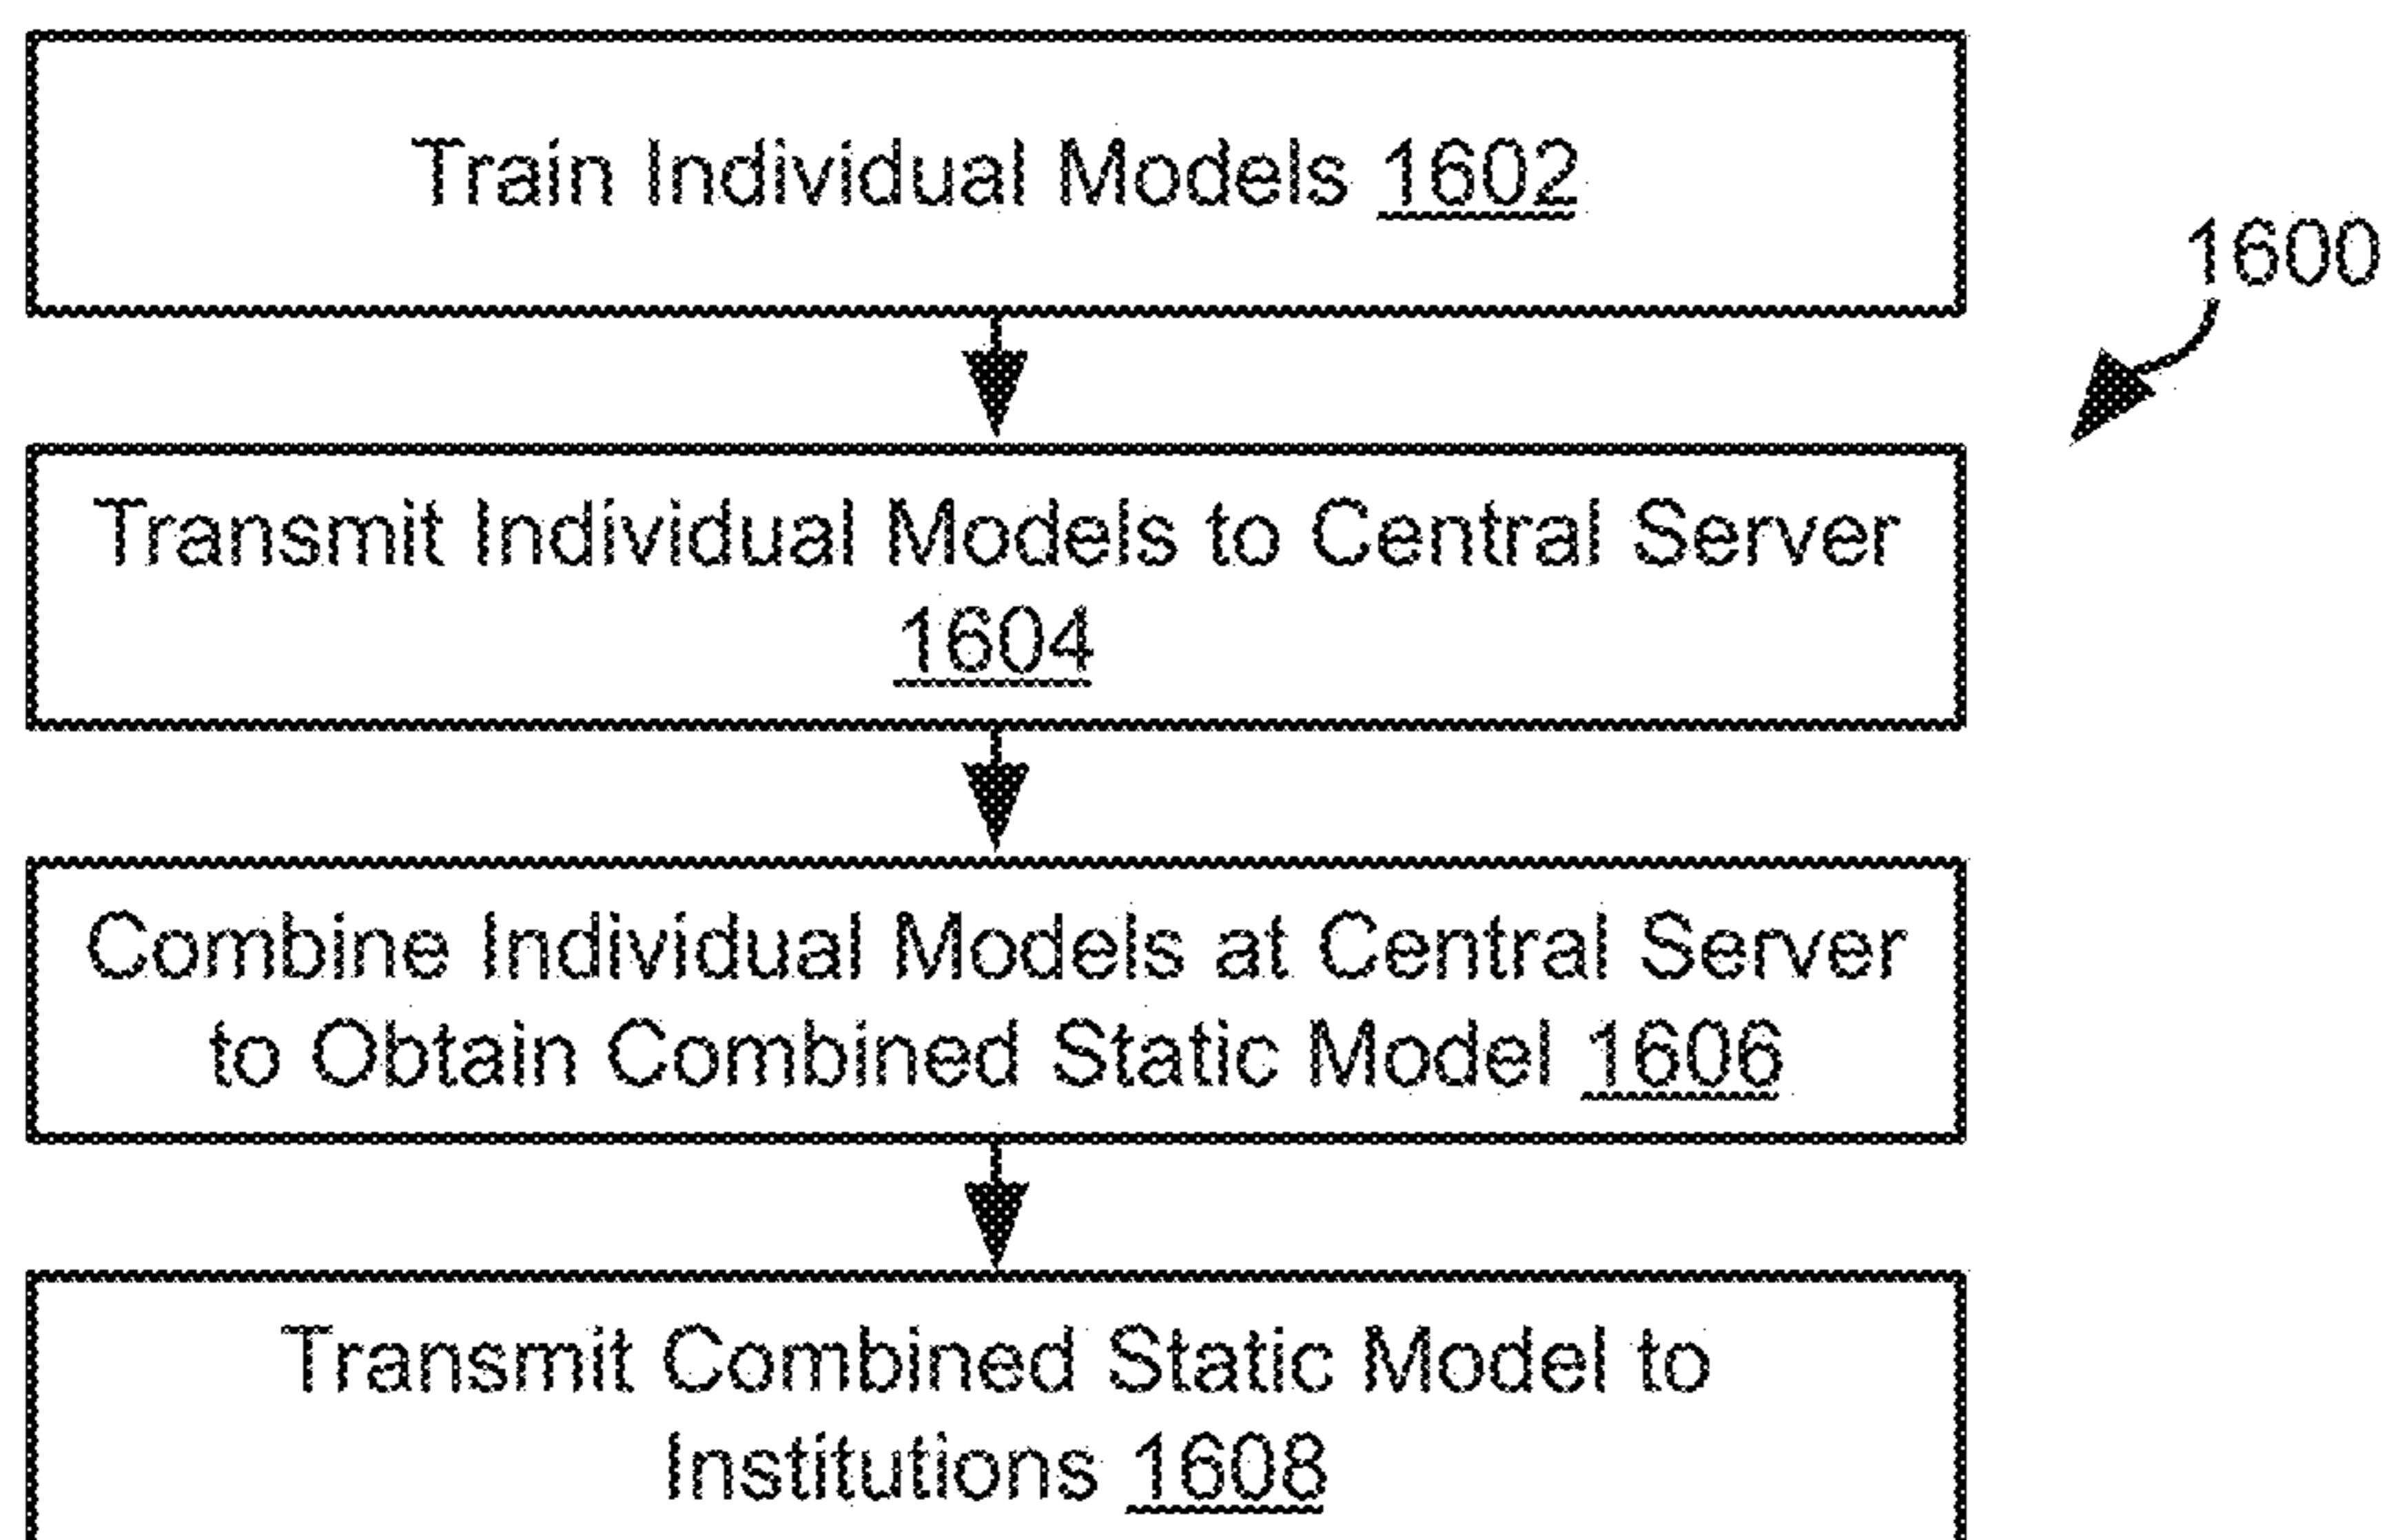 Train Individual Models 1602
1600
Transmit Individual Models to Central Server
1604
Combine Individual Models at Central Server
to Obtain Combined Static Model 1606
Transmit Combined Static Model to
Institutions 1608